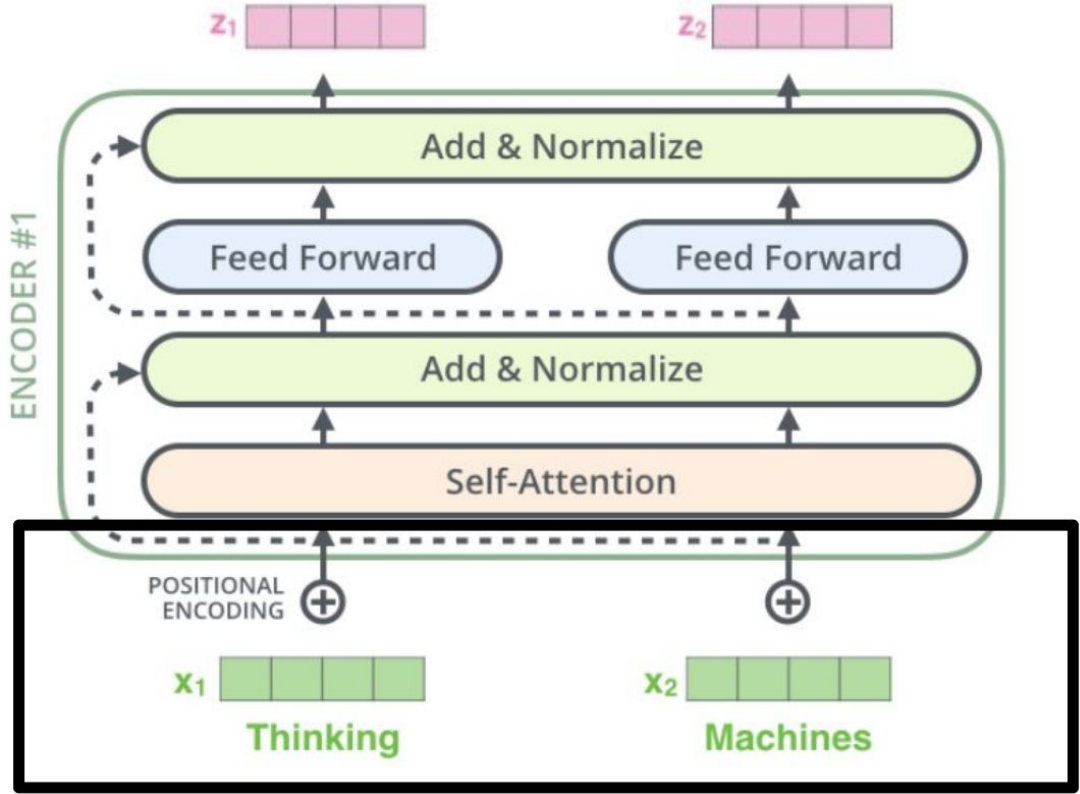 z1
z2
Add & Normalize
ENCODER #1
Feed Forward
Feed Forward
Add & Normalize
Self-Attention
POSITIONAL
ENCODING
x1
x2
Thinking
Machines